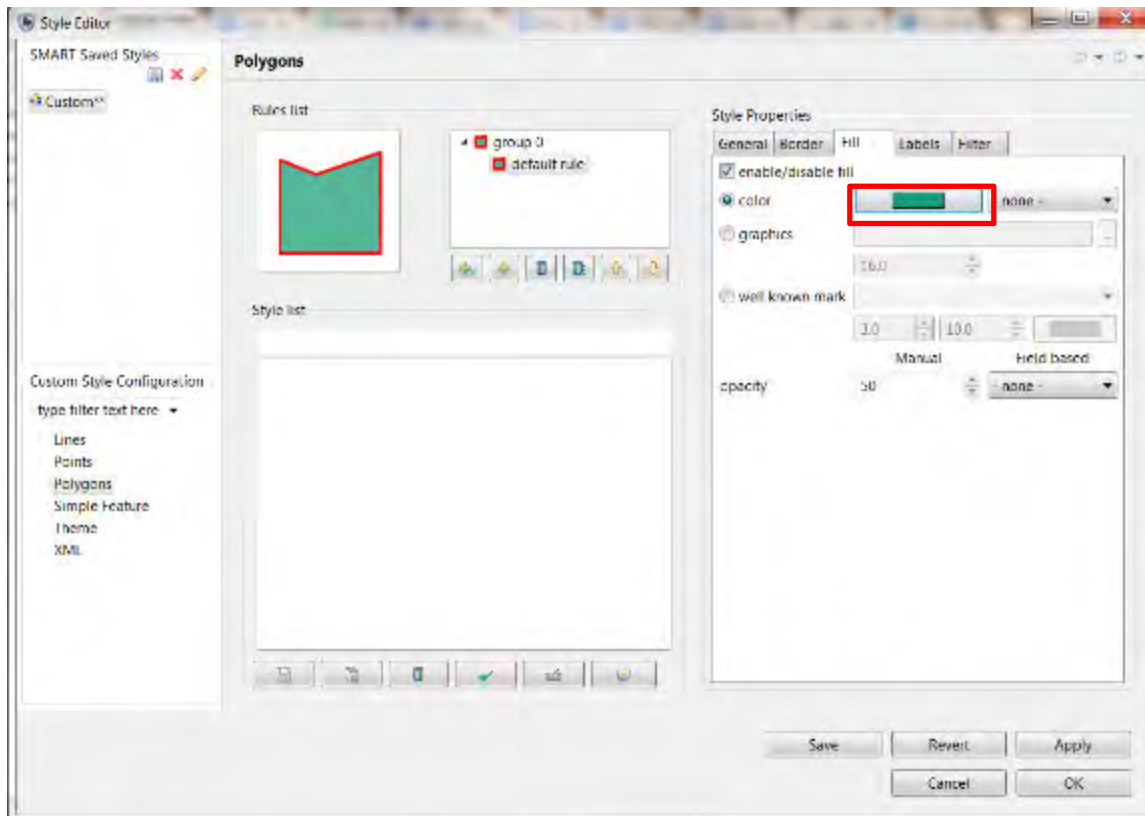 Style Editor
SMART Saved Styles
Custom**
Polygons
Rules list
group 0
default rule
Style list
Style Properties
General Border Fill Labels Filter
enable/disable fill
color - none -
graphics
16.0
well known mark
3.0 10.0
Manual Field based
opacity 50 - none -
Custom Style Configuration
type filter text here
Lines
Points
Polygons
Simple Feature
Theme
XML
Save Revert Apply
Cancel OK